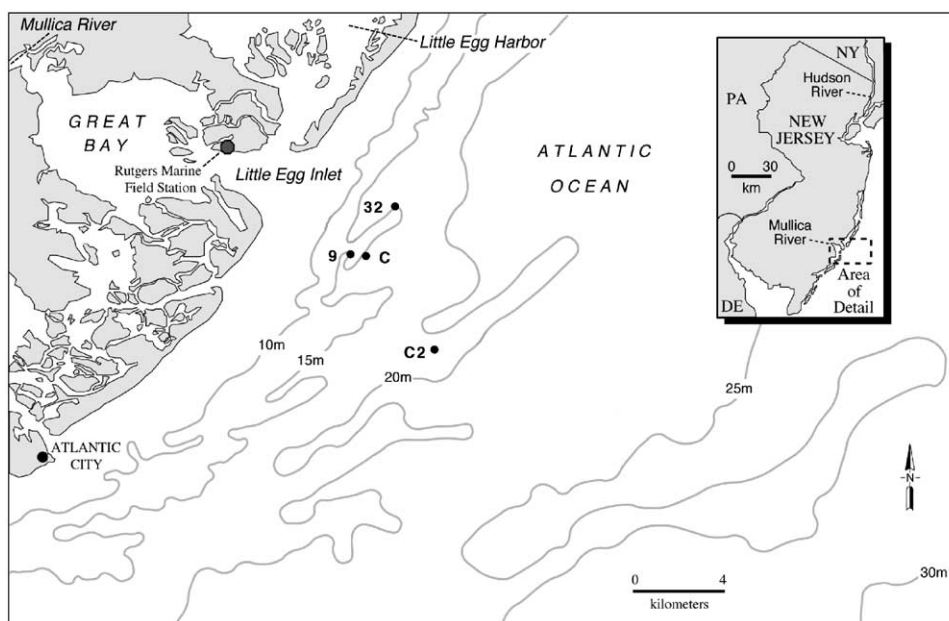 Mullica River
Little Egg Harbor
GREAT
BAY
Rutgers Marine
Field Station
Little Egg Inlet
ATLANTIC
OCEAN
32
9
C
C2
10m
15m
20m
25m
30m
ATLANTIC
CITY
NY
Hudson
River
PA
NEW
JERSEY
0 30
km
Mullica
River
Area
of
Detail
DE
N
0 4
kilometers